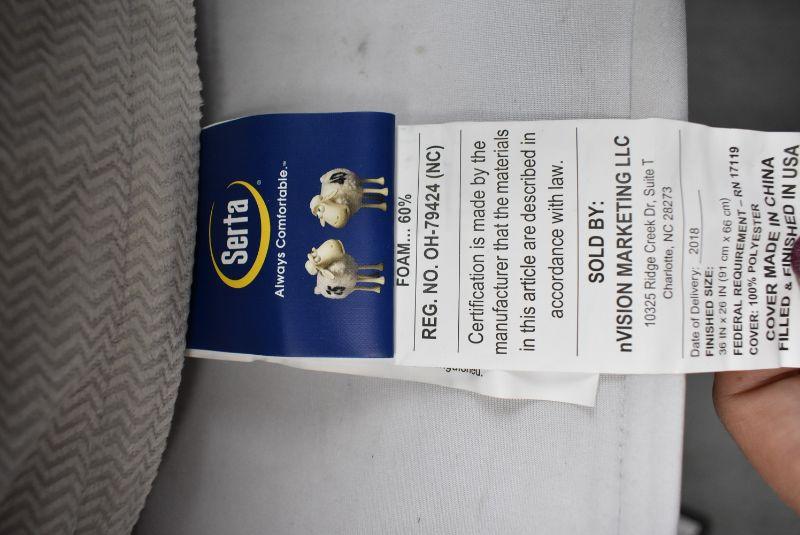 Serta®
Always Comfortable.™
FOAM... 60%
REG. NO. OH-79424 (NC)
Certification is made by the
manufacturer that the materials
in this article are described in
accordance with law.
SOLD BY:
nVISION MARKETING LLC
10325 Ridge Creek Dr, Suite T
Charlotte, NC 28273
Date of Delivery: 2018
FINISHED SIZE:
36 IN x 26 IN (91 cm x 66 cm)
FEDERAL REQUIREMENT – RN 17119
COVER: 100% POLYESTER
COVER MADE IN CHINA
FILLED & FINISHED IN USA